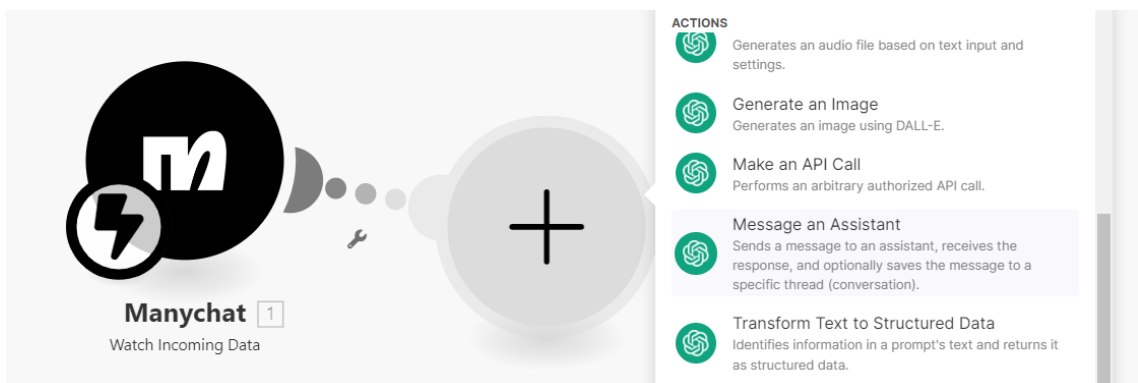 ACTIONS
Generates an audio file based on text input and
settings.
Generate an Image
Generates an image using DALL-E.
Make an API Call
Performs an arbitrary authorized API call.
Message an Assistant
Sends a message to an assistant, receives the
response, and optionally saves the message to a
specific thread (conversation).
Transform Text to Structured Data
Identifies information in a prompt's text and returns it
as structured data.
m
Manychat 1
Watch Incoming Data